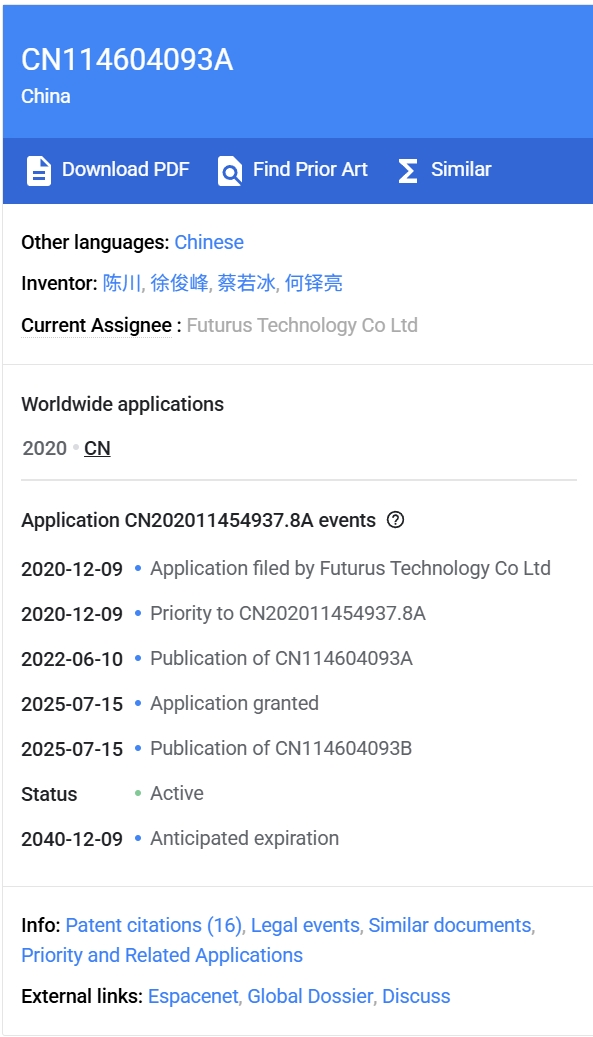 CN114604093A
China
Download PDF Find Prior Art Similar
Other languages: Chinese
Inventor: 陈川, 徐俊峰, 蔡若冰, 何铎亮
Current Assignee : Futurus Technology Co Ltd
Worldwide applications
2020 • CN
Application CN202011454937.8A events
2020-12-09 • Application filed by Futurus Technology Co Ltd
2020-12-09 • Priority to CN202011454937.8A
2022-06-10 • Publication of CN114604093A
2025-07-15 • Application granted
2025-07-15 • Publication of CN114604093B
Status • Active
2040-12-09 • Anticipated expiration
Info: Patent citations (16), Legal events, Similar documents,
Priority and Related Applications
External links: Espacenet, Global Dossier, Discuss